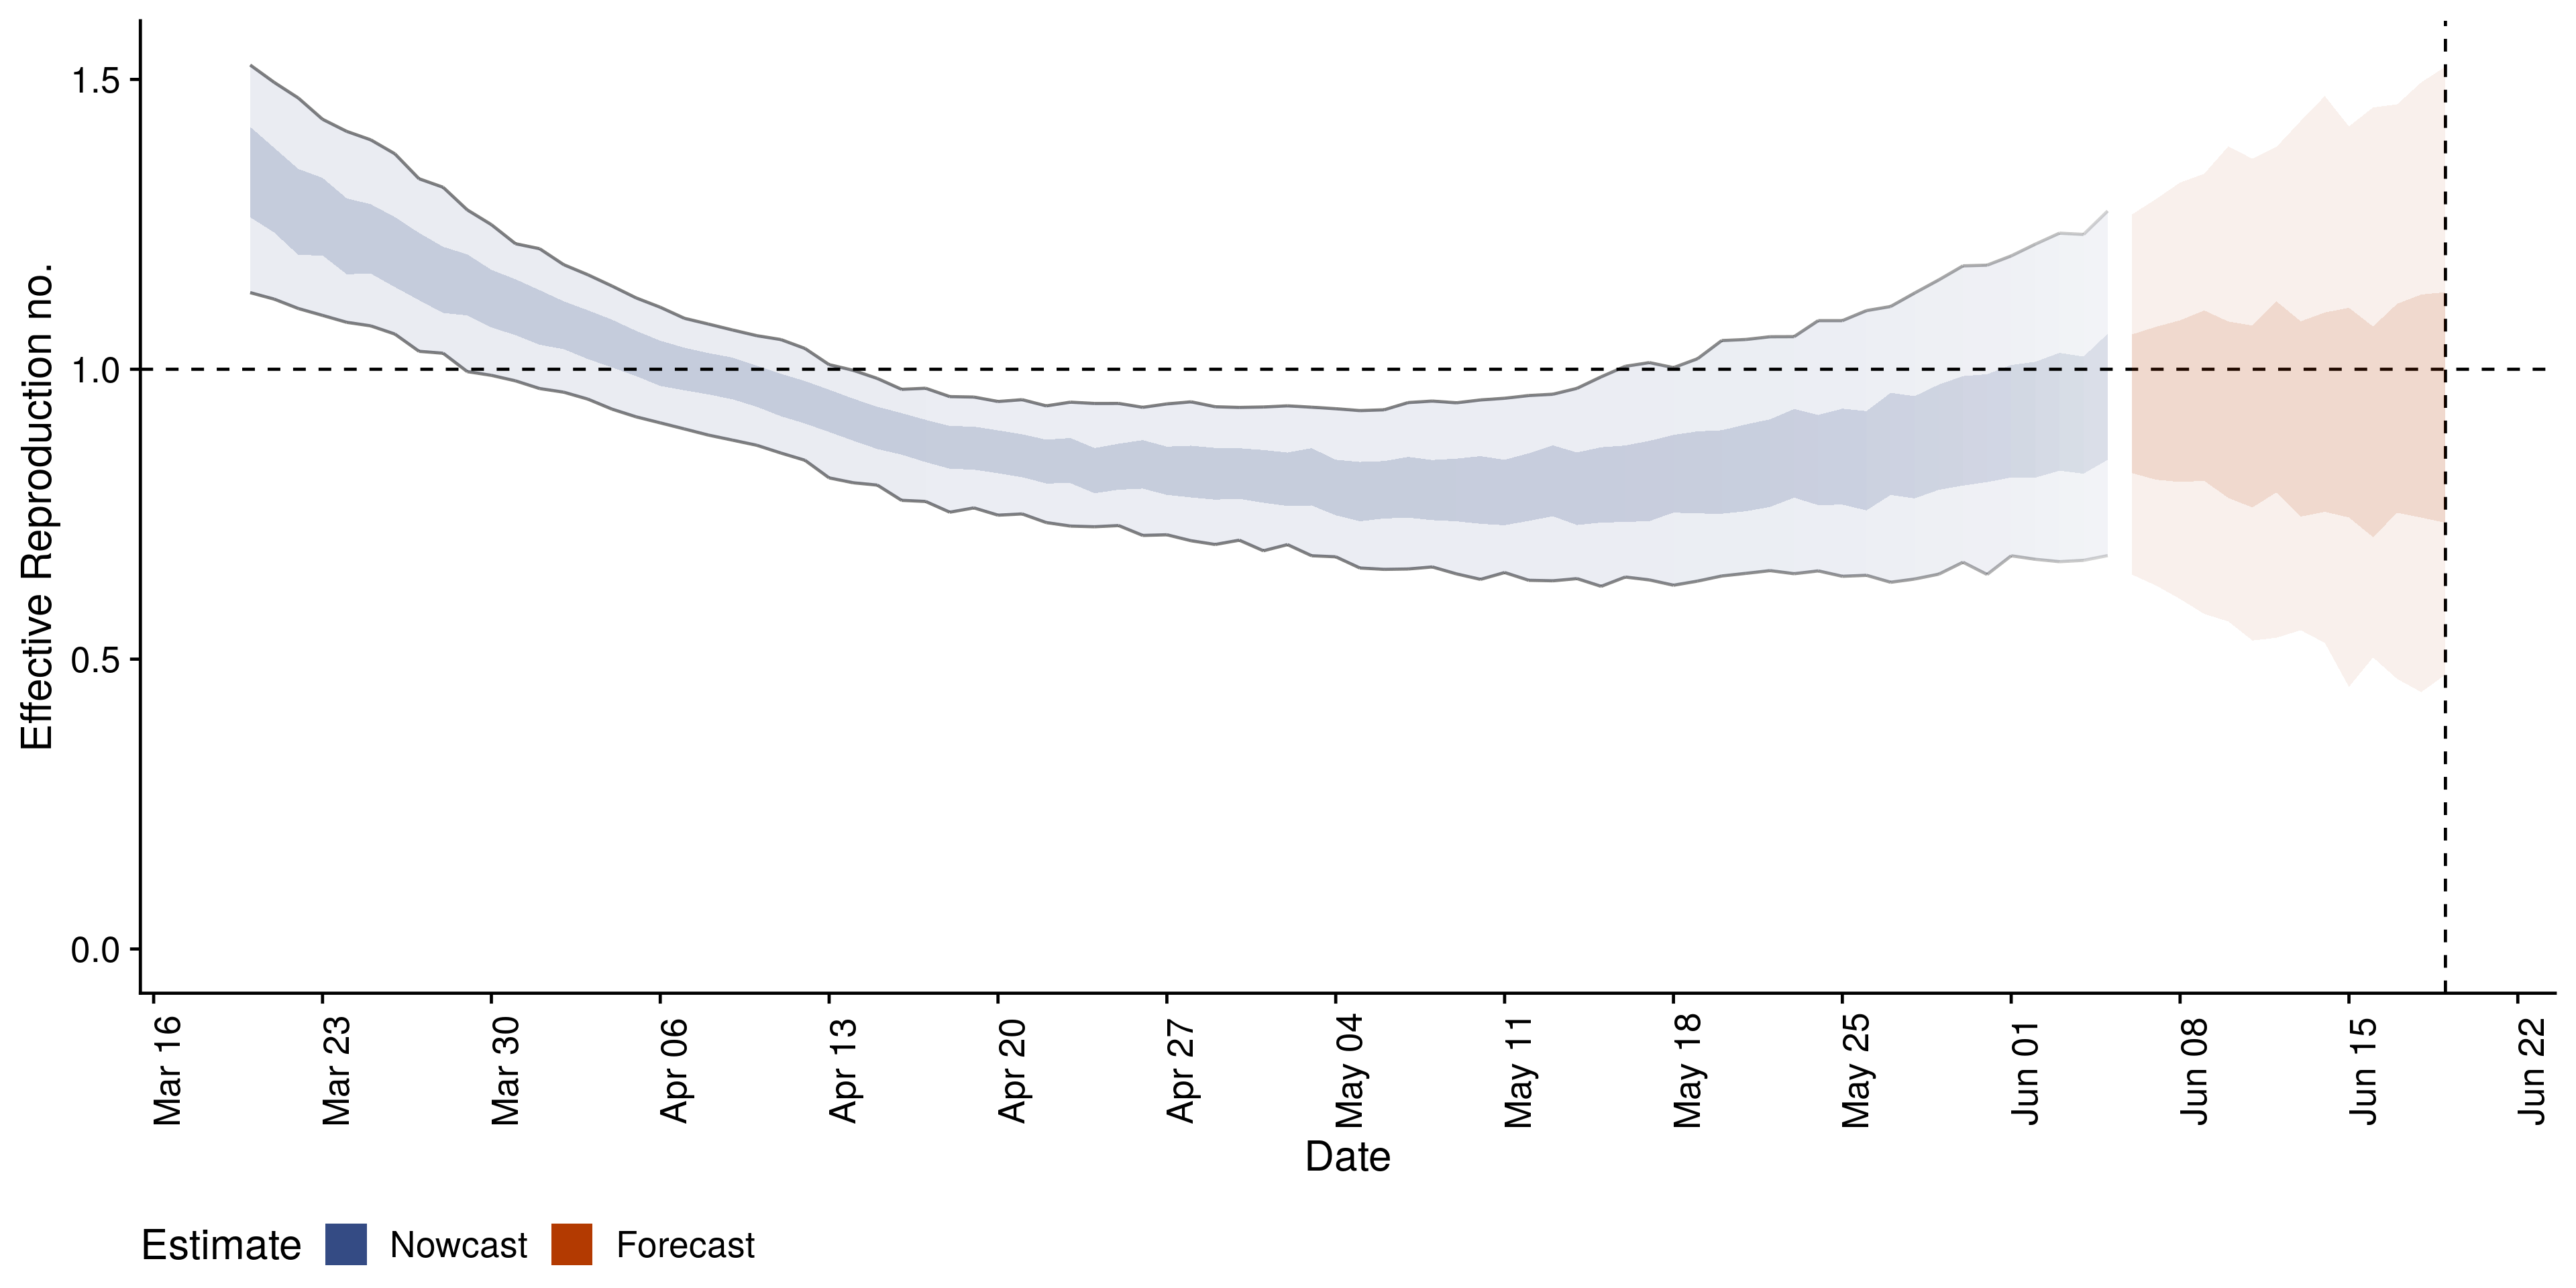 Effective Reproduction no.
1.5
1.0
0.5
0.0
Mar 16
Mar 23
Mar 30
Apr 06
Apr 13
Apr 20
Apr 27
May 04
May 11
May 18
May 25
Jun 01
Jun 08
Jun 15
Jun 22
Date
Estimate Nowcast Forecast